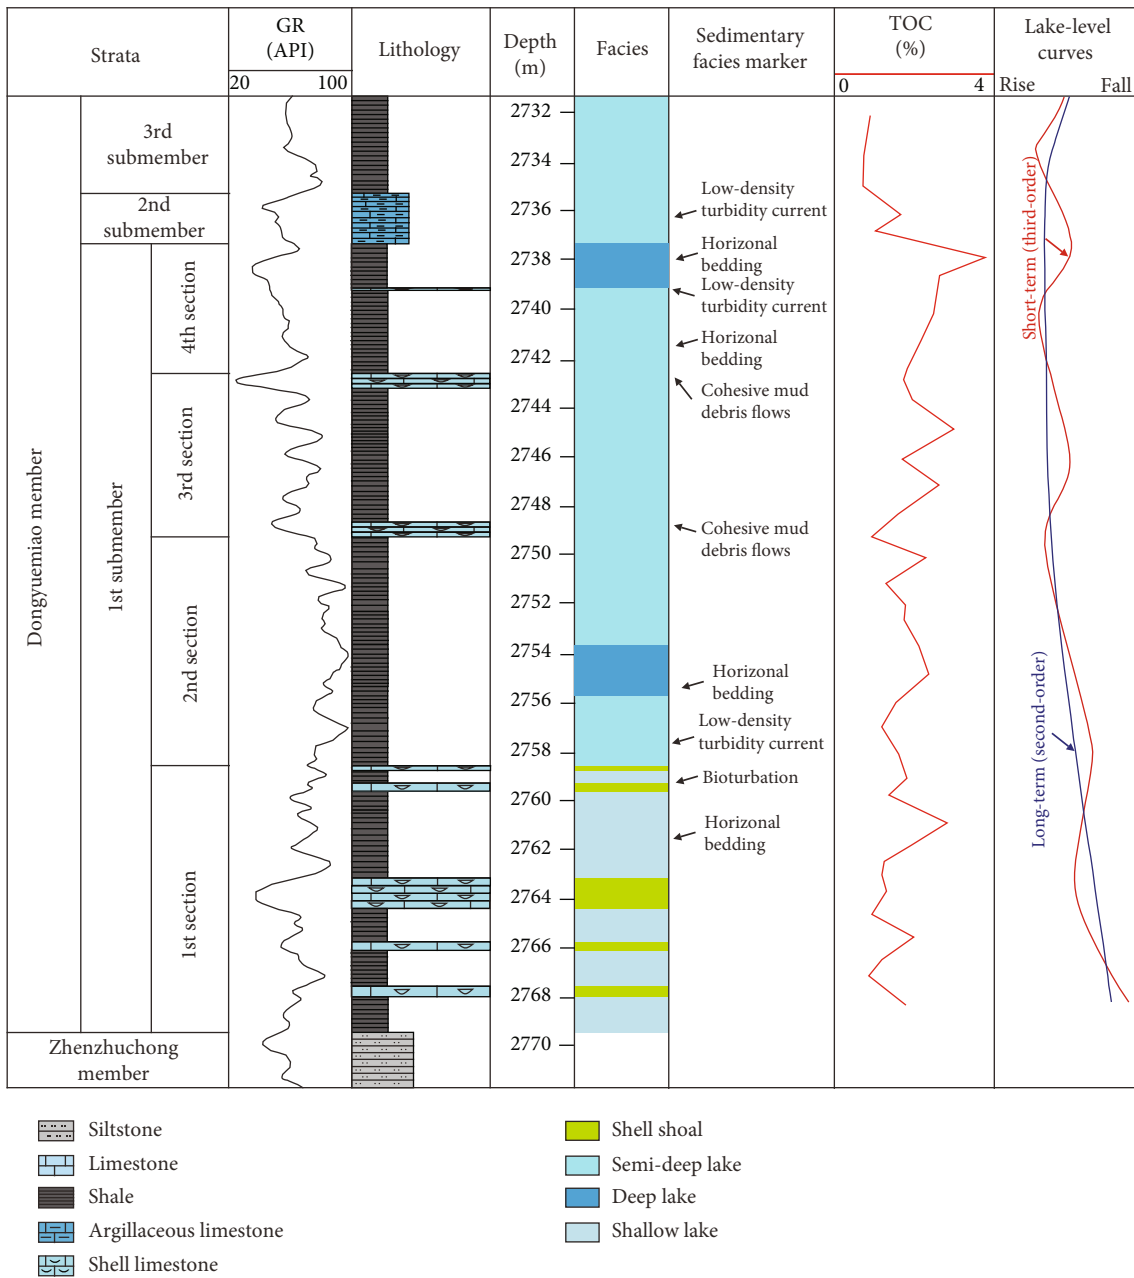 Strata
GR
(API)
20
100
Lithology
Depth
(m)
Facies
Sedimentary
facies marker
TOC
(%)
0
4
Lake-level
curves
Rise
Fall
Dongyuemiao member
3rd
submember
2nd
submember
1st submember
4th section
3rd section
2nd section
1st section
Zhenzhuchong
member
2732
2734
2736
2738
2740
2742
2744
2746
2748
2750
2752
2754
2756
2758
2760
2762
2764
2766
2768
2770
Low-density
turbidity current
Horizonal
bedding
Low-density
turbidity current
Horizonal
bedding
Cohesive mud
debris flows
Cohesive mud
debris flows
Horizonal
bedding
Low-density
turbidity current
Bioturbation
Horizonal
bedding
Short-term (third-order)
Long-term (second-order)
Siltstone
Limestone
Shale
Argillaceous limestone
Shell limestone
Shell shoal
Semi-deep lake
Deep lake
Shallow lake